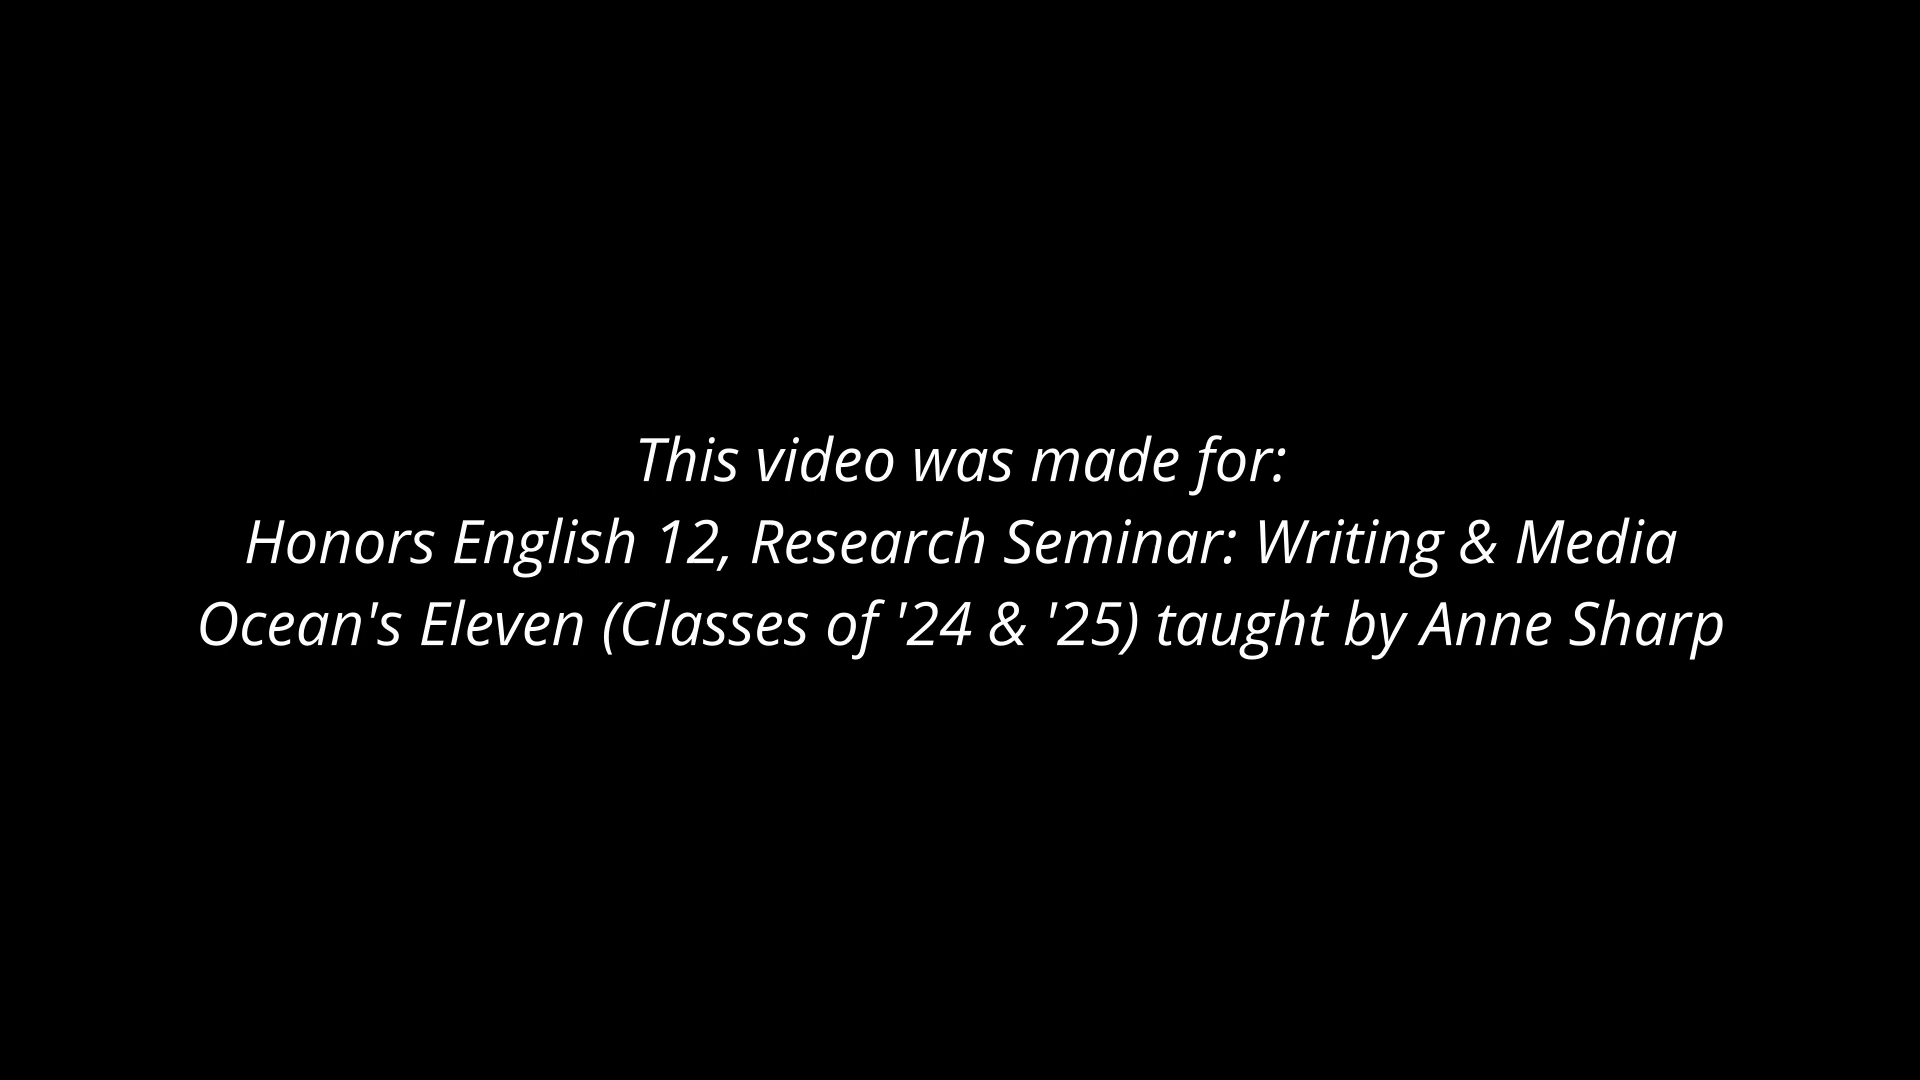 This video was made for:
Honors English 12, Research Seminar: Writing & Media
Ocean's Eleven (Classes of '24 & '25) taught by Anne Sharp